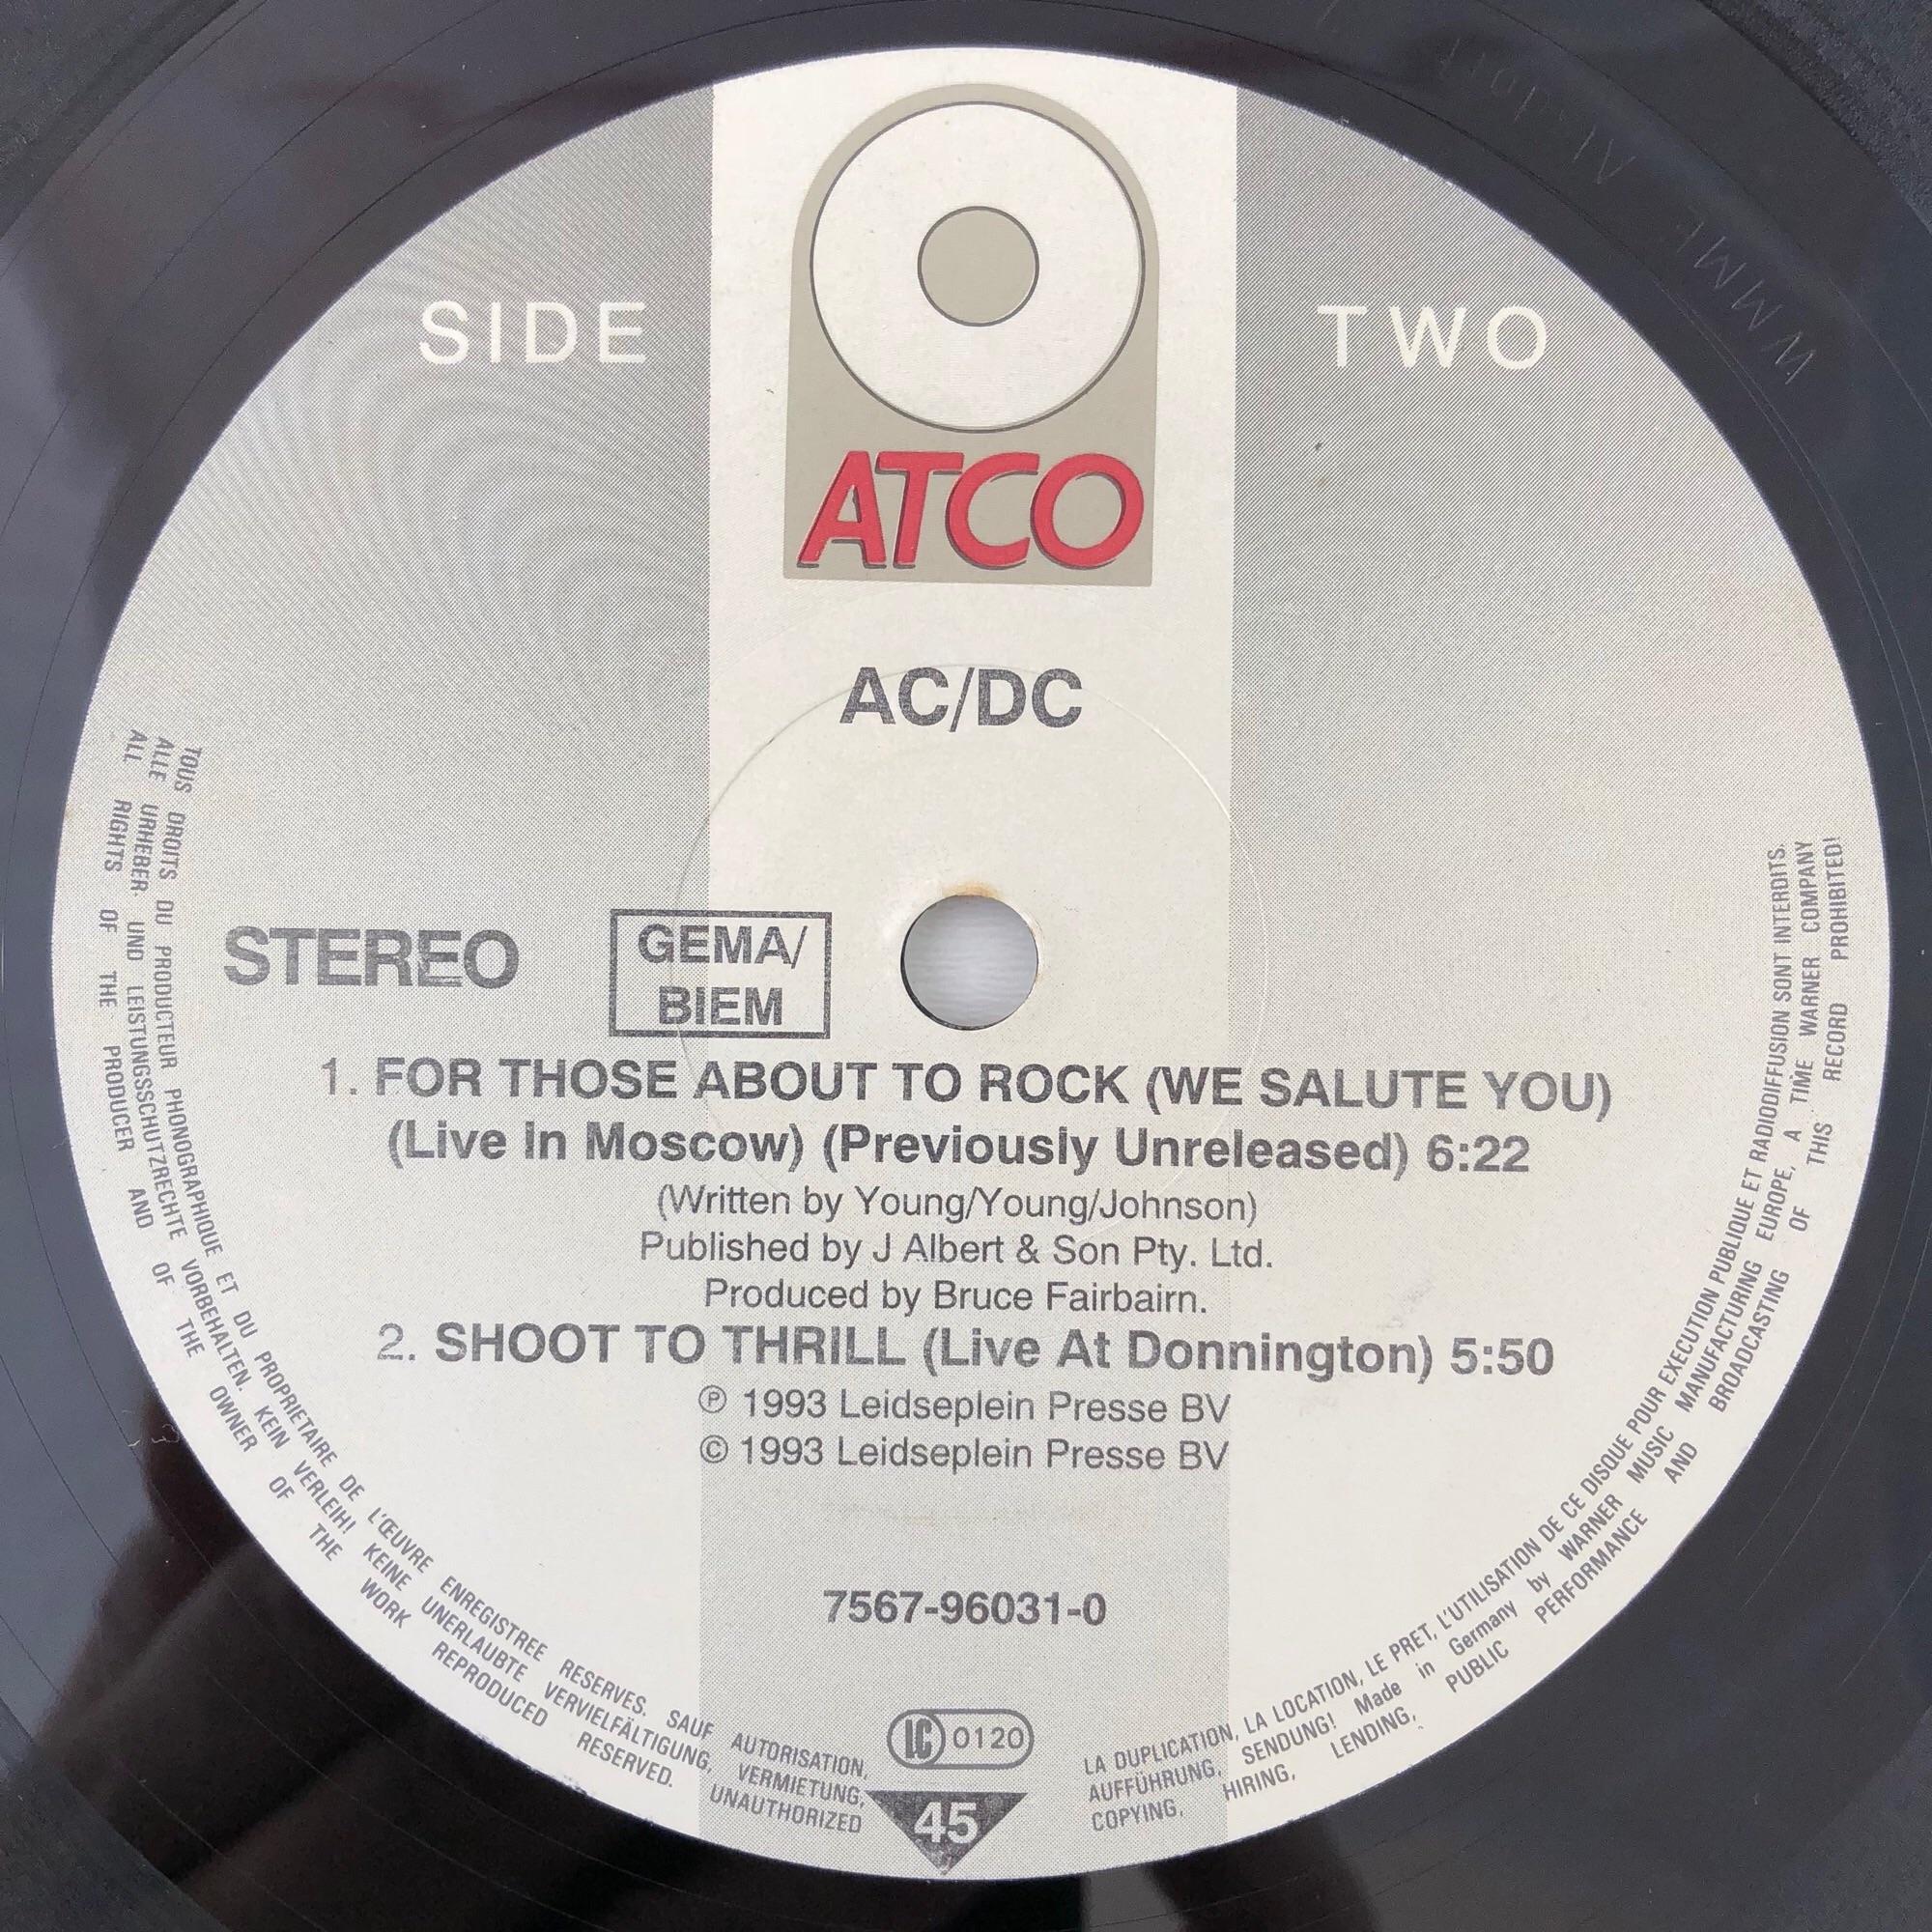 SIDE TWO
ATCO
AC/DC
STEREO
GEMA/
BIEM
1. FOR THOSE ABOUT TO ROCK (WE SALUTE YOU)
(Live In Moscow) (Previously Unreleased) 6:22
(Written by Young/Young/Johnson)
Published by J Albert & Son Pty. Ltd.
Produced by Bruce Fairbairn.
2. SHOOT TO THRILL (Live At Donnington) 5:50
℗ 1993 Leidseplein Presse BV
© 1993 Leidseplein Presse BV
7567-96031-0
LC 0120
45
TOUS DROITS DU PRODUCTEUR PHONOGRAPHIQUE ET DU PROPRIETAIRE DE L'ŒUVRE ENREGISTREE RESERVES. SAUF AUTORISATION, LA DUPLICATION, LA LOCATION, LE PRET, L'UTILISATION DE CE DISQUE POUR EXECUTION PUBLIQUE ET RADIODIFFUSION SONT INTERDITS.
ALLE URHEBER- UND LEISTUNGSSCHUTZRECHTE VORBEHALTEN. KEIN VERLEIH! KEINE UNERLAUBTE VERVIELFÄLTIGUNG, VERMIETUNG, AUFFÜHRUNG, SENDUNG! Made in Germany by WARNER MUSIC MANUFACTURING EUROPE, A TIME WARNER COMPANY
ALL RIGHTS OF THE PRODUCER AND OF THE OWNER OF THE WORK REPRODUCED RESERVED. UNAUTHORIZED COPYING, HIRING, LENDING, PUBLIC PERFORMANCE AND BROADCASTING OF THIS RECORD PROHIBITED!